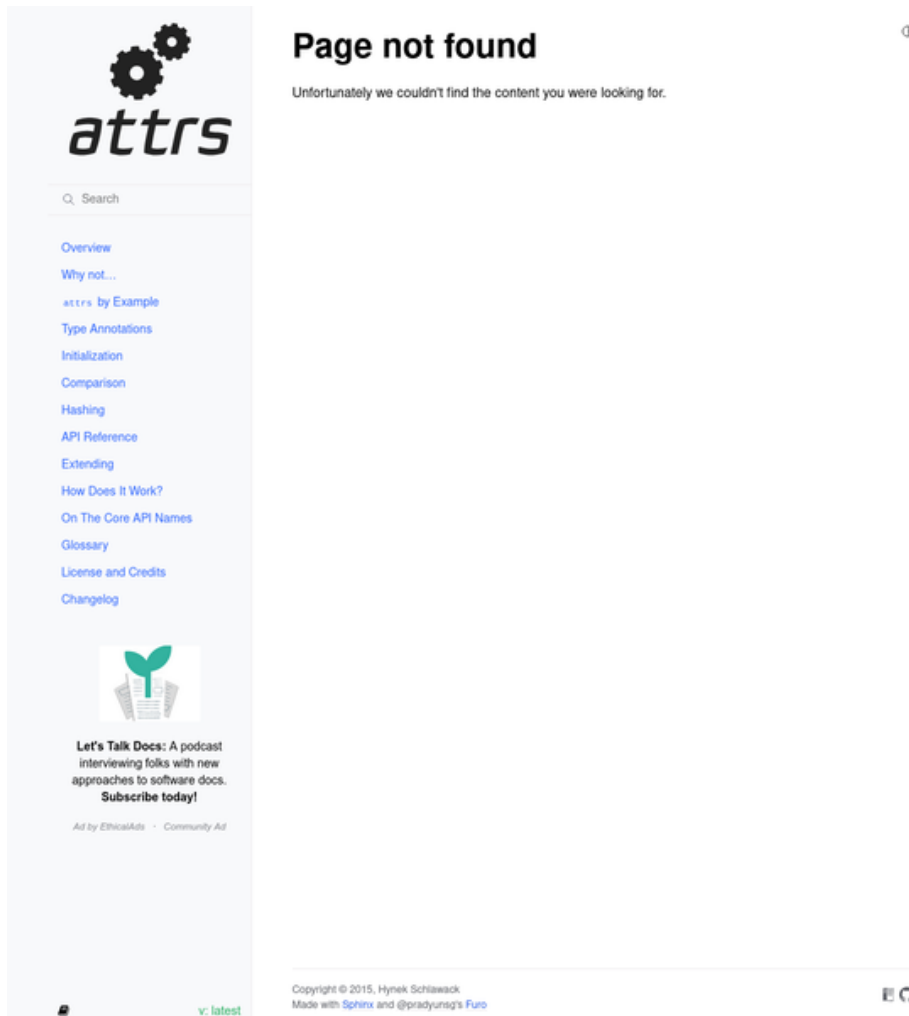 attrs
Search
Overview
Why not...
attrs by Example
Type Annotations
Initialization
Comparison
Hashing
API Reference
Extending
How Does It Work?
On The Core API Names
Glossary
License and Credits
Changelog
Let's Talk Docs: A podcast
interviewing folks with new
approaches to software docs.
Subscribe today!
Ad by EthicalAds · Community Ad
v: latest
Page not found
Unfortunately we couldn't find the content you were looking for.
Copyright © 2015, Hynek Schlawack
Made with Sphinx and @pradyunsg's Furo